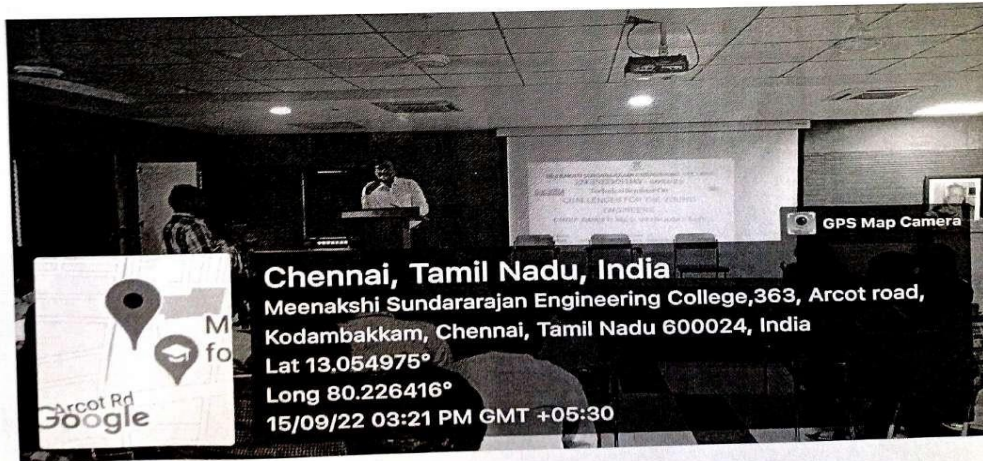 CHALLENGES FOR THE YOUNG
ENGINEERS
GPS Map Camera
Chennai, Tamil Nadu, India
Meenakshi Sundararajan Engineering College,363, Arcot road,
Kodambakkam, Chennai, Tamil Nadu 600024, India
Lat 13.054975°
Long 80.226416°
15/09/22 03:21 PM GMT +05:30
M
fo
Arcot Rd
Google